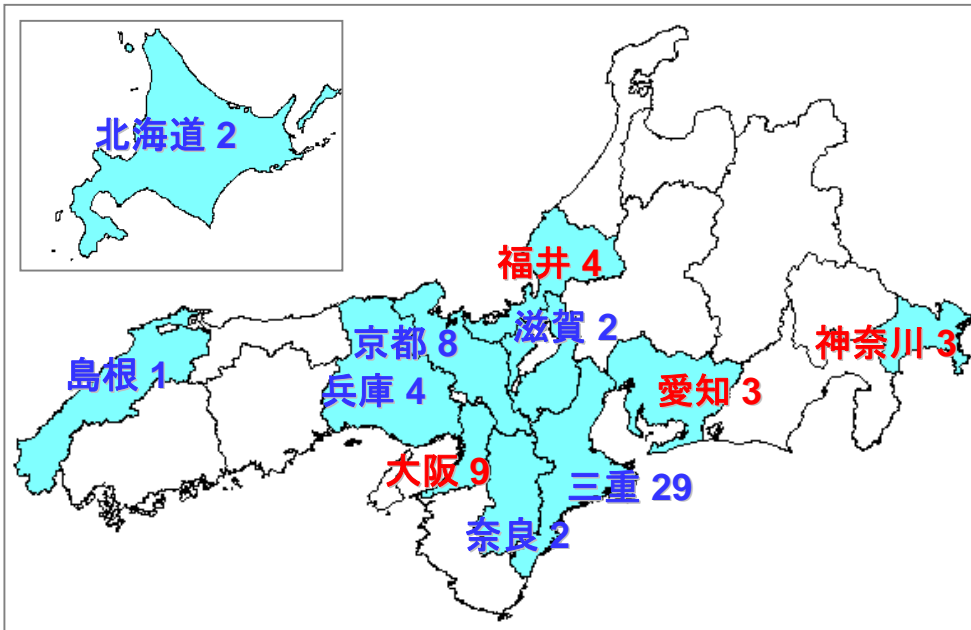 北海道 2
福井 4
滋賀 2
京都 8
神奈川 3
島根 1
兵庫 4
愛知 3
大阪 9
三重 29
奈良 2